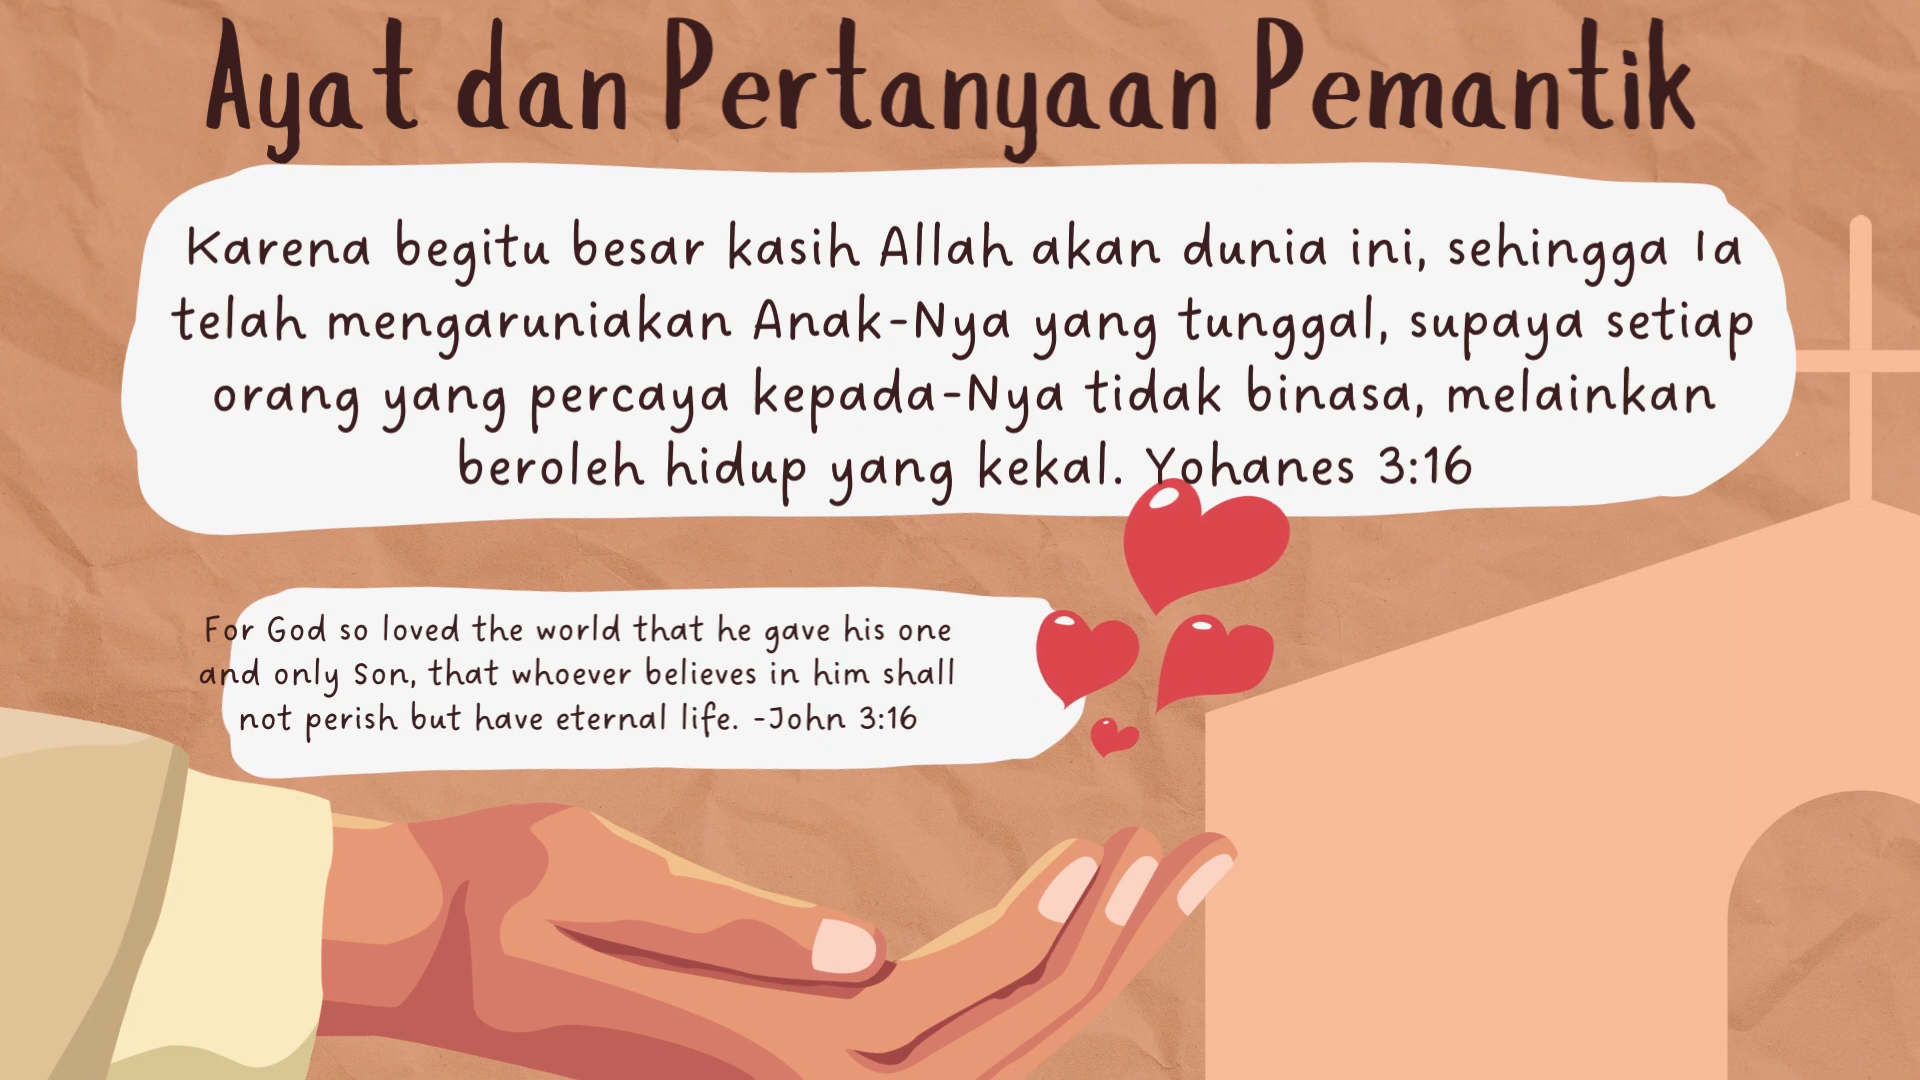 Ayat dan Pertanyaan Pemantik
Karena begitu besar kasih Allah akan dunia ini, sehingga Ia
telah mengaruniakan Anak-Nya yang tunggal, supaya setiap
orang yang percaya kepada-Nya tidak binasa, melainkan
beroleh hidup yang kekal. Yohanes 3:16
For God so loved the world that he gave his one
and only Son, that whoever believes in him shall
not perish but have eternal life. -John 3:16